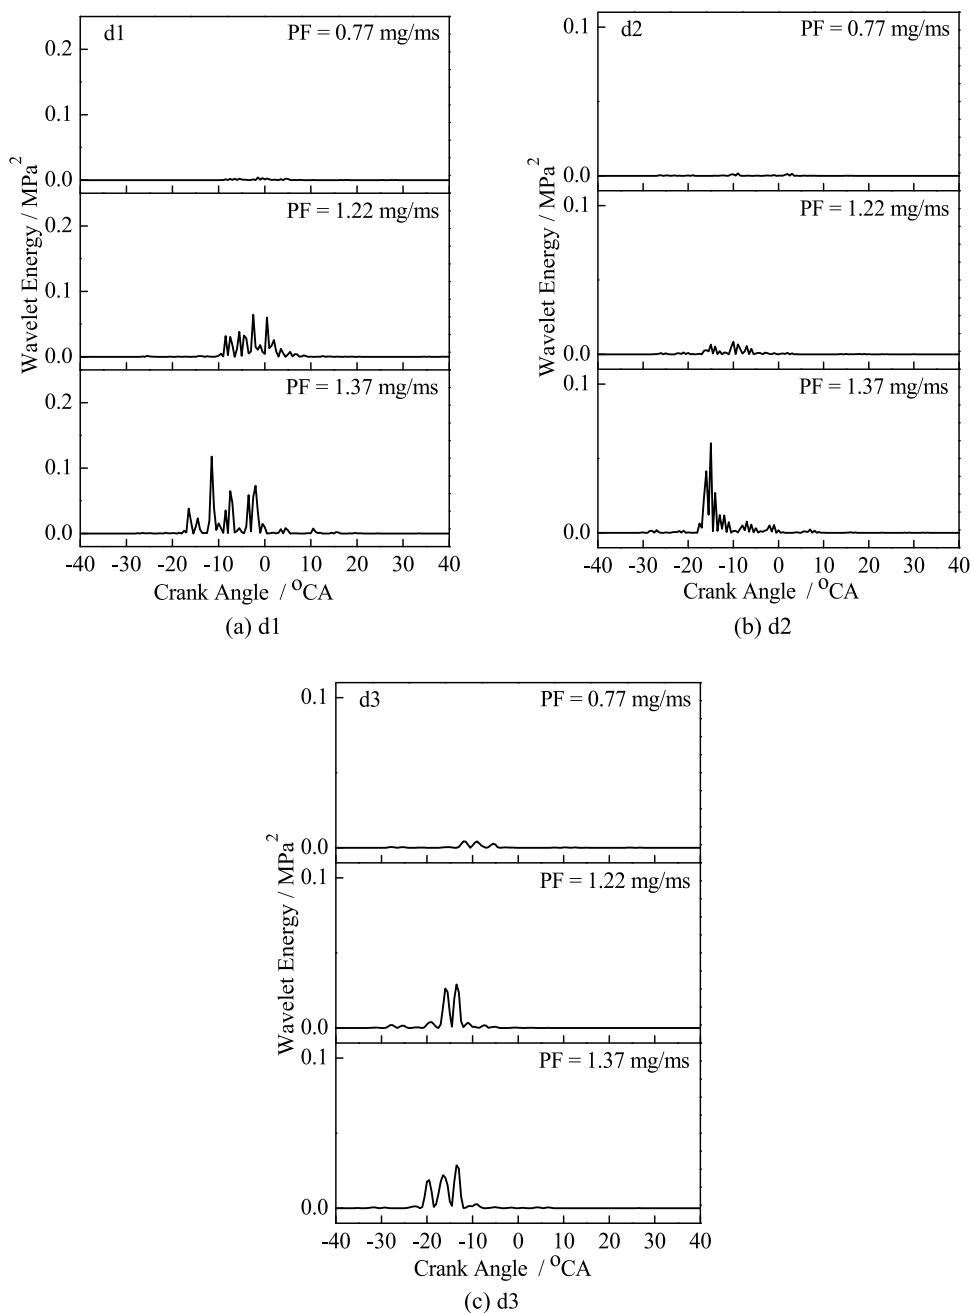 d1
PF = 0.77 mg/ms
0.2
0.1
0.0
PF = 1.22 mg/ms
0.2
0.1
0.0
PF = 1.37 mg/ms
0.2
0.1
0.0
Wavelet Energy / MPa²
-40 -30 -20 -10 0 10 20 30 40
Crank Angle / ᴼCA
(a) d1
d2
PF = 0.77 mg/ms
0.1
0.0
PF = 1.22 mg/ms
0.1
0.0
PF = 1.37 mg/ms
0.1
0.0
Wavelet Energy / MPa²
-40 -30 -20 -10 0 10 20 30 40
Crank Angle / ᴼCA
(b) d2
d3
PF = 0.77 mg/ms
0.1
0.0
PF = 1.22 mg/ms
0.1
0.0
PF = 1.37 mg/ms
0.1
0.0
Wavelet Energy / MPa²
-40 -30 -20 -10 0 10 20 30 40
Crank Angle / ᴼCA
(c) d3